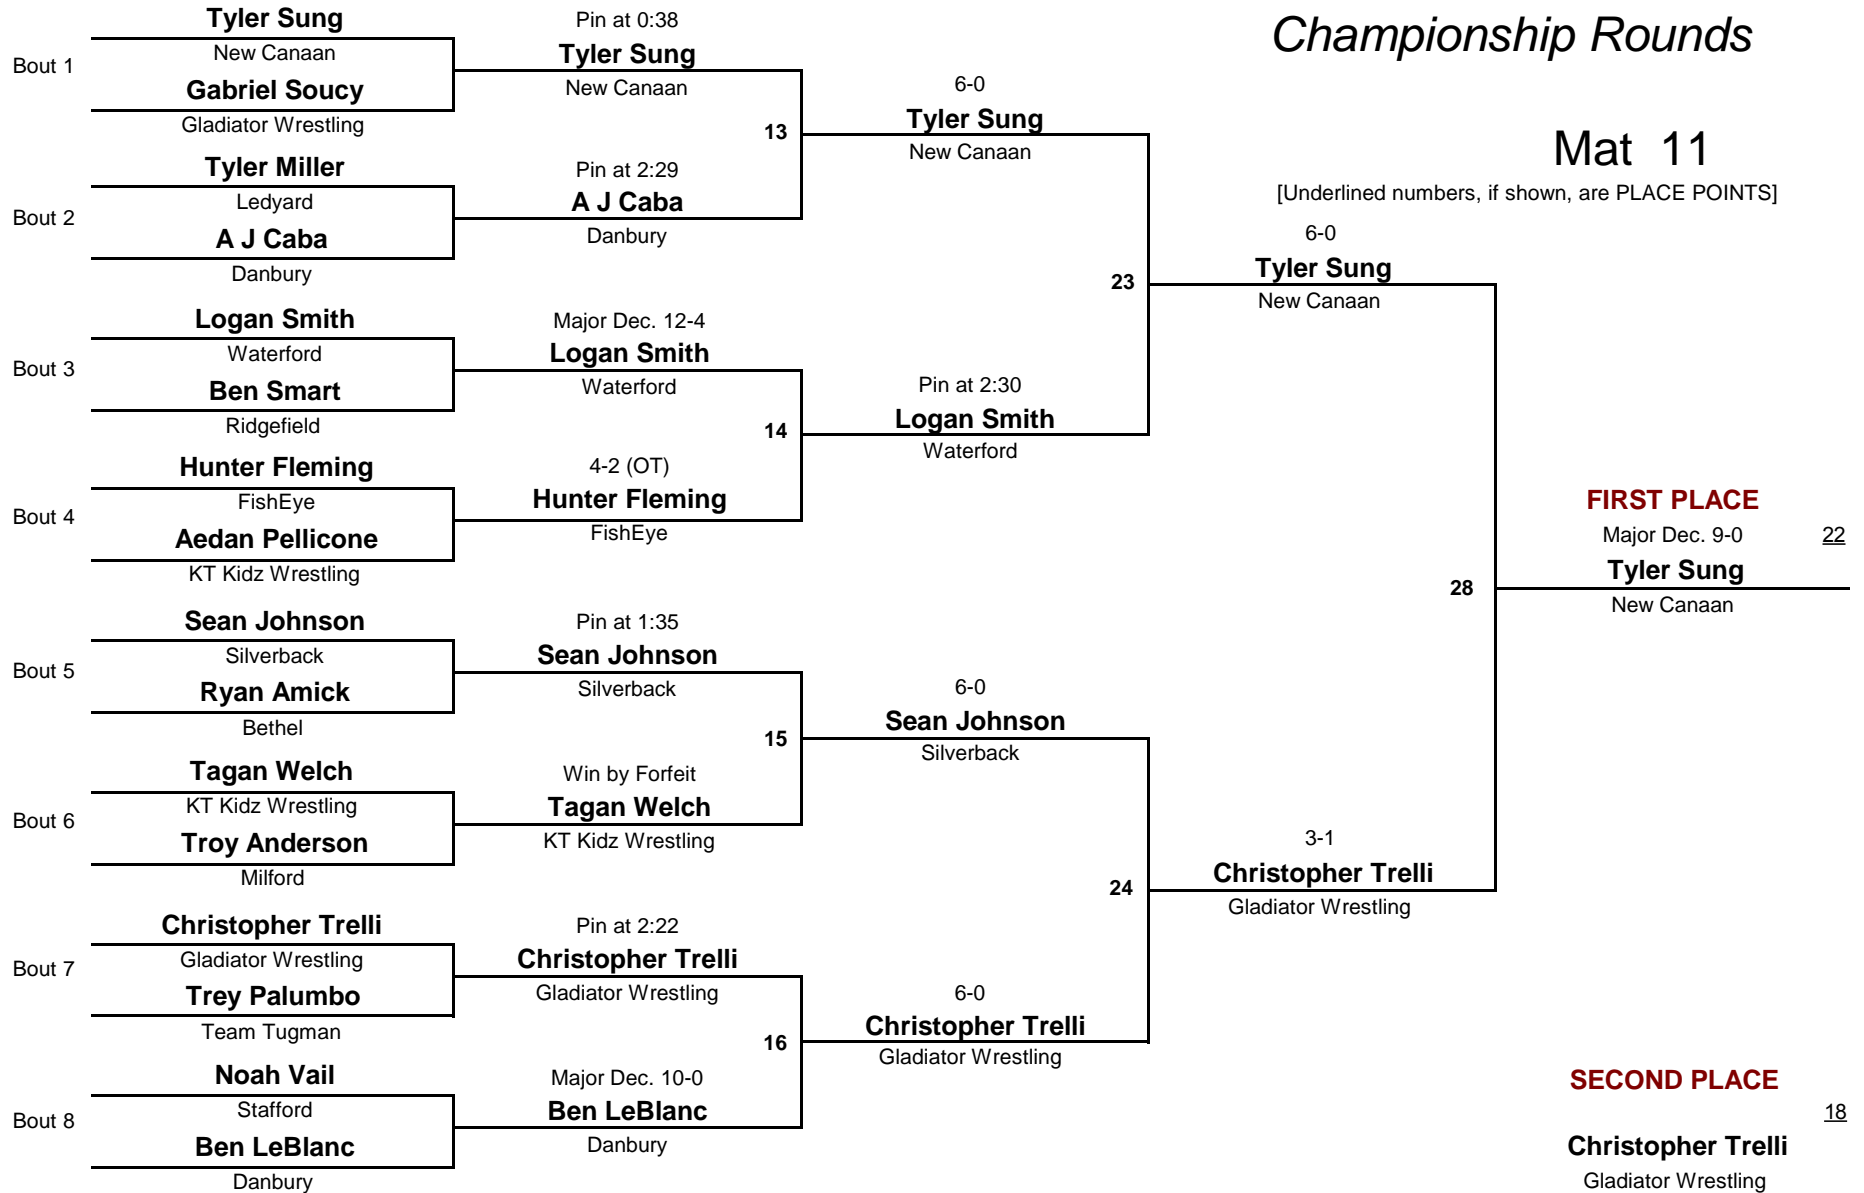 Championship Rounds
Mat 11
[Underlined numbers, if shown, are PLACE POINTS]
Bout 1
Tyler Sung
New Canaan
Gabriel Soucy
Gladiator Wrestling
Bout 2
Tyler Miller
Ledyard
A J Caba
Danbury
Bout 3
Logan Smith
Waterford
Ben Smart
Ridgefield
Bout 4
Hunter Fleming
FishEye
Aedan Pellicone
KT Kidz Wrestling
Bout 5
Sean Johnson
Silverback
Ryan Amick
Bethel
Bout 6
Tagan Welch
KT Kidz Wrestling
Troy Anderson
Milford
Bout 7
Christopher Trelli
Gladiator Wrestling
Trey Palumbo
Team Tugman
Bout 8
Noah Vail
Stafford
Ben LeBlanc
Danbury
Pin at 0:38
Tyler Sung
New Canaan
13
Pin at 2:29
A J Caba
Danbury
Major Dec. 12-4
Logan Smith
Waterford
14
4-2 (OT)
Hunter Fleming
FishEye
Pin at 1:35
Sean Johnson
Silverback
15
Win by Forfeit
Tagan Welch
KT Kidz Wrestling
Pin at 2:22
Christopher Trelli
Gladiator Wrestling
16
Major Dec. 10-0
Ben LeBlanc
Danbury
6-0
Tyler Sung
New Canaan
23
Pin at 2:30
Logan Smith
Waterford
6-0
Sean Johnson
Silverback
24
6-0
Christopher Trelli
Gladiator Wrestling
6-0
Tyler Sung
New Canaan
28
3-1
Christopher Trelli
Gladiator Wrestling
FIRST PLACE
Major Dec. 9-0
22
Tyler Sung
New Canaan
SECOND PLACE
18
Christopher Trelli
Gladiator Wrestling